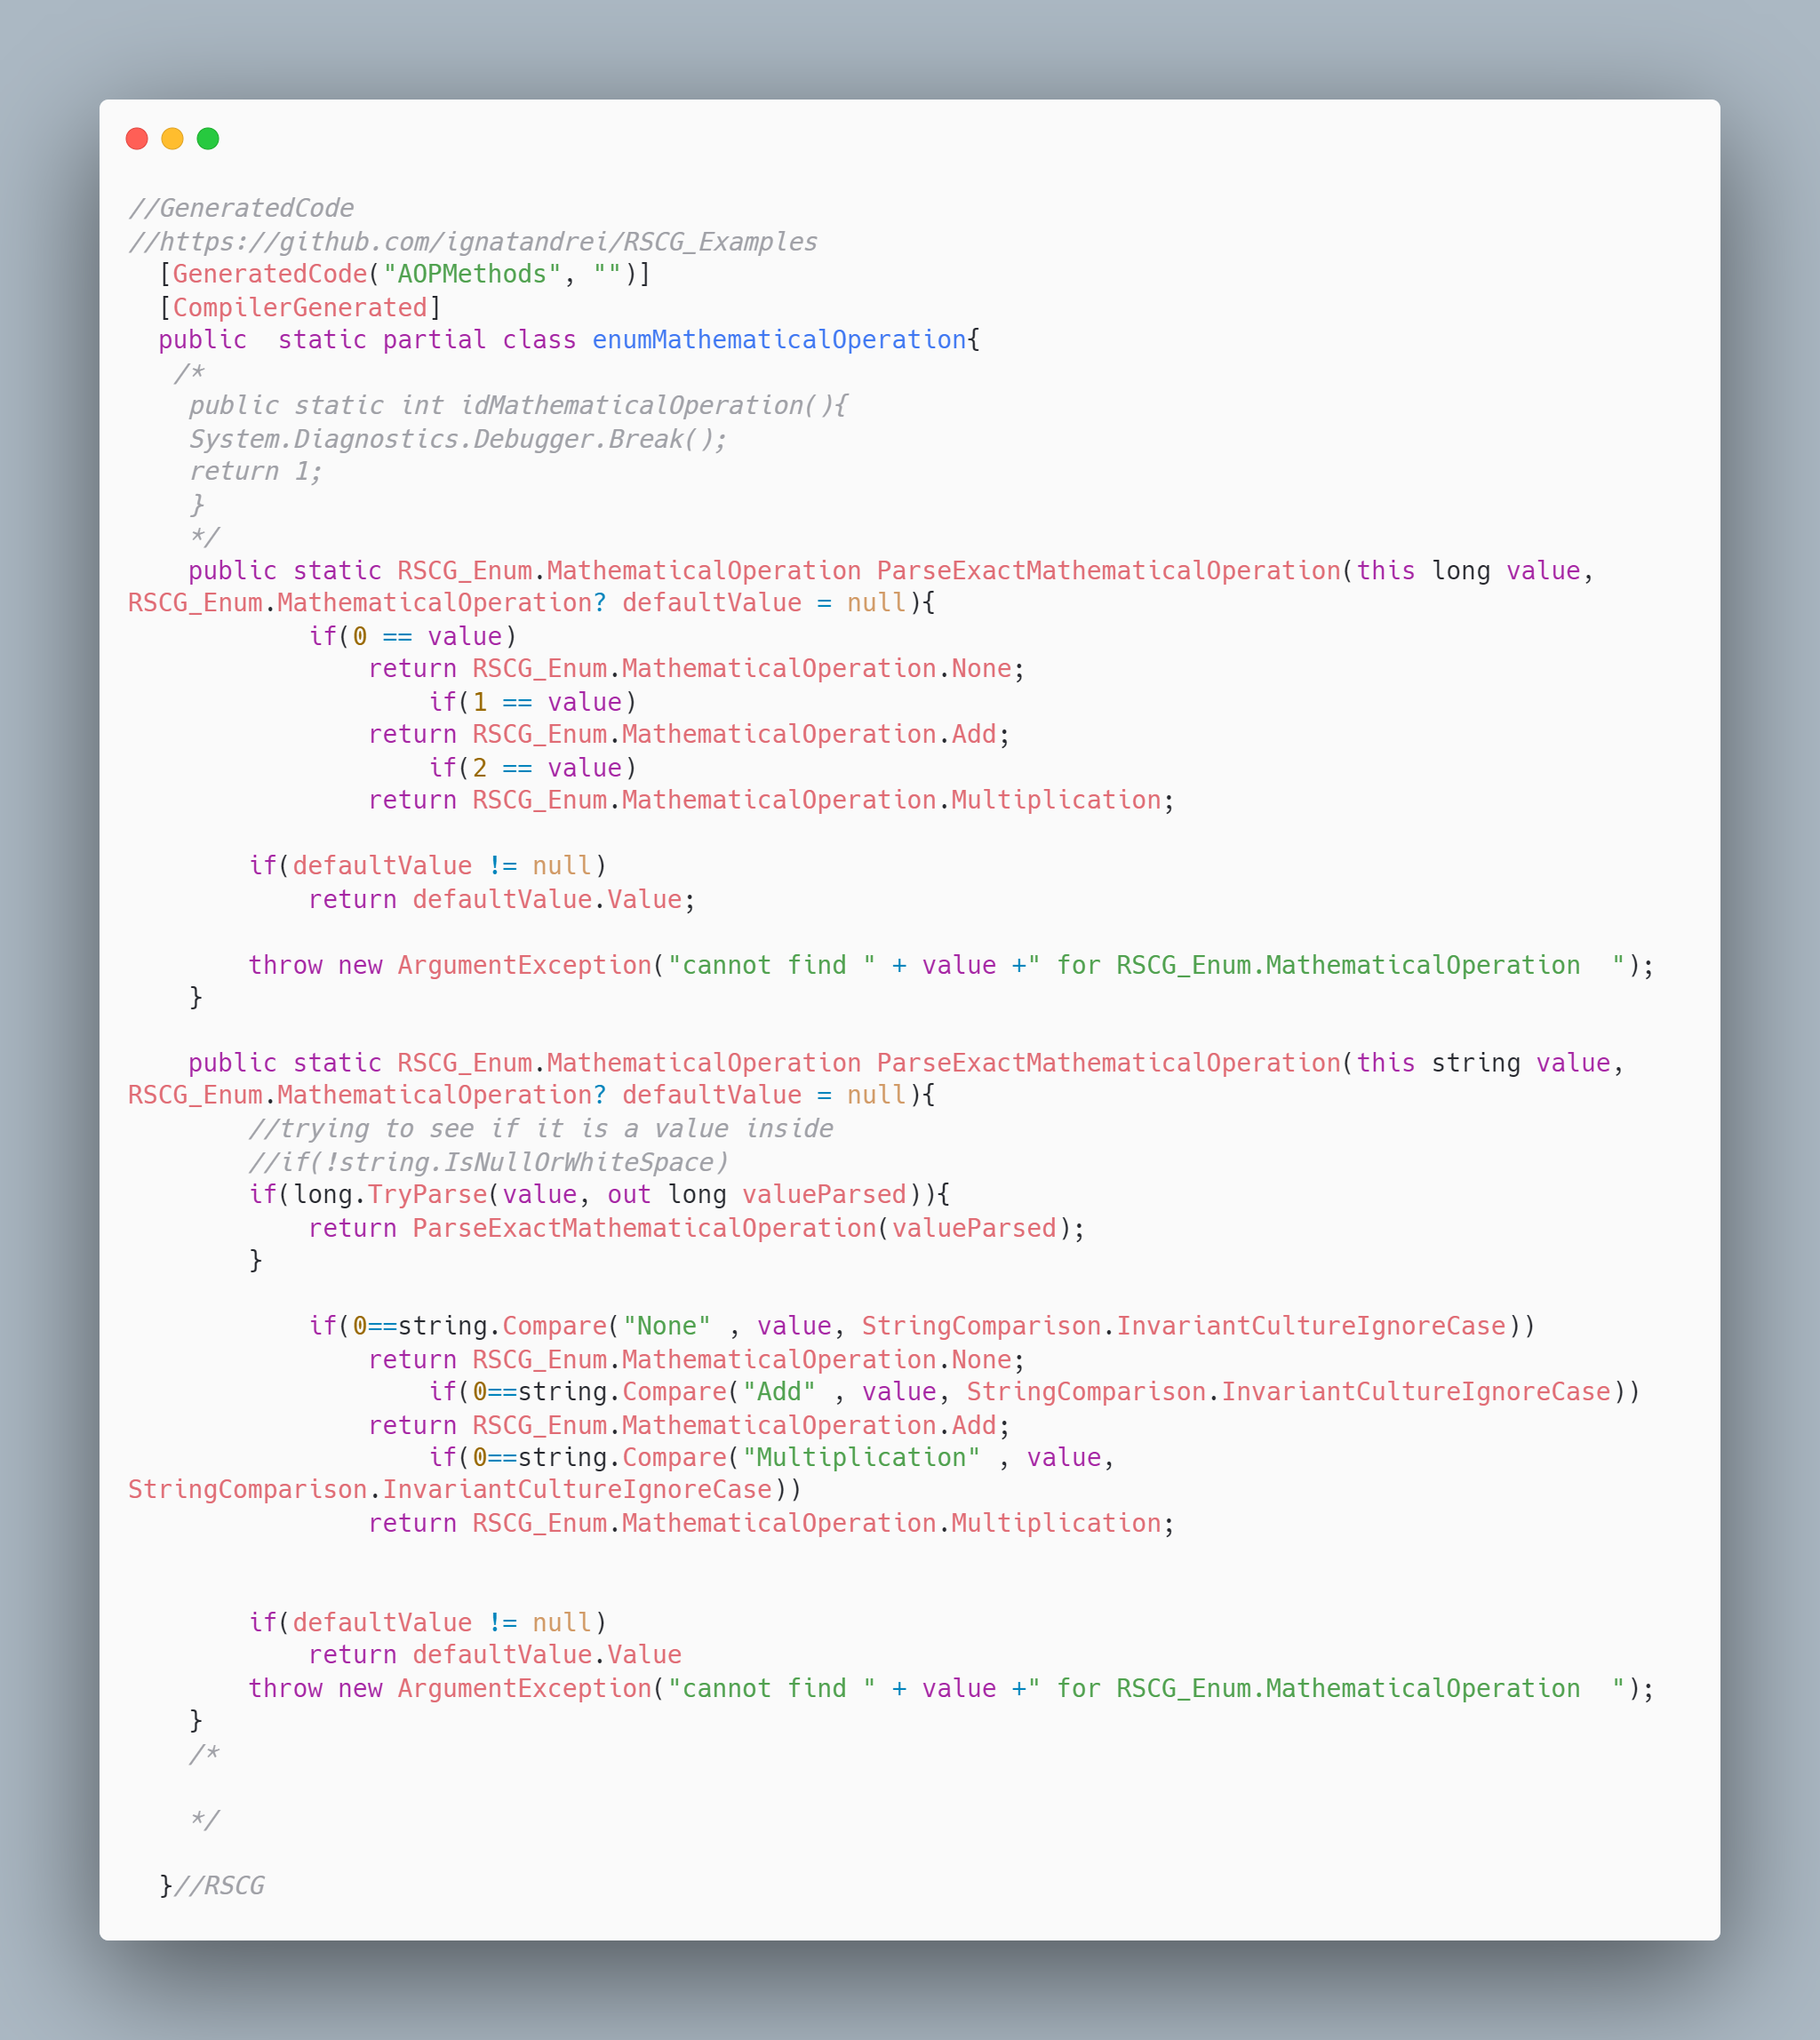 //GeneratedCode
//https://github.com/ignatandrei/RSCG_Examples
  [GeneratedCode("AOPMethods", "")]
  [CompilerGenerated]
  public  static partial class enumMathematicalOperation{
   /*
    public static int idMathematicalOperation(){
    System.Diagnostics.Debugger.Break();
    return 1;
    }
    */
    public static RSCG_Enum.MathematicalOperation ParseExactMathematicalOperation(this long value,
RSCG_Enum.MathematicalOperation? defaultValue = null){
            if(0 == value)
                return RSCG_Enum.MathematicalOperation.None;
                    if(1 == value)
                return RSCG_Enum.MathematicalOperation.Add;
                    if(2 == value)
                return RSCG_Enum.MathematicalOperation.Multiplication;

        if(defaultValue != null)
            return defaultValue.Value;

        throw new ArgumentException("cannot find " + value +" for RSCG_Enum.MathematicalOperation  ");
    }

    public static RSCG_Enum.MathematicalOperation ParseExactMathematicalOperation(this string value,
RSCG_Enum.MathematicalOperation? defaultValue = null){
        //trying to see if it is a value inside
        //if(!string.IsNullOrWhiteSpace)
        if(long.TryParse(value, out long valueParsed)){
            return ParseExactMathematicalOperation(valueParsed);
        }

            if(0==string.Compare("None" , value, StringComparison.InvariantCultureIgnoreCase))
                return RSCG_Enum.MathematicalOperation.None;
                    if(0==string.Compare("Add" , value, StringComparison.InvariantCultureIgnoreCase))
                return RSCG_Enum.MathematicalOperation.Add;
                    if(0==string.Compare("Multiplication" , value,
StringComparison.InvariantCultureIgnoreCase))
                return RSCG_Enum.MathematicalOperation.Multiplication;


        if(defaultValue != null)
            return defaultValue.Value
        throw new ArgumentException("cannot find " + value +" for RSCG_Enum.MathematicalOperation  ");
    }
    /*

    */

  }//RSCG